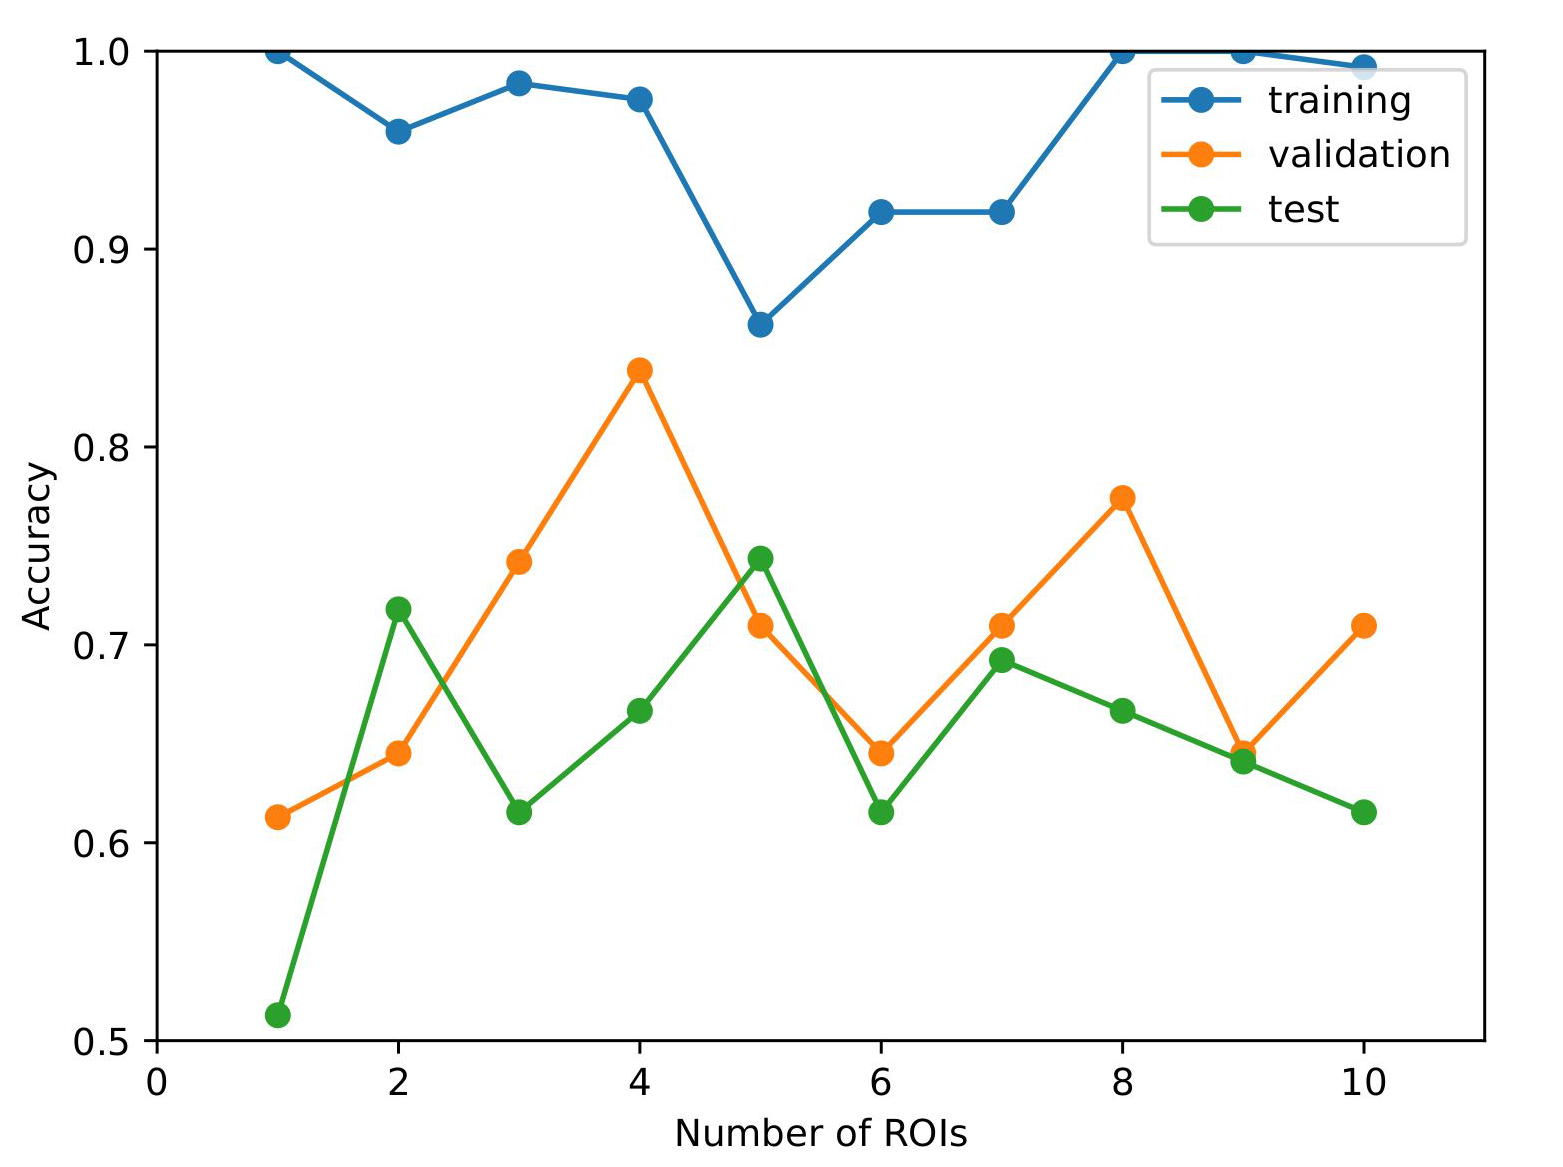 1.0
0.9
0.8
0.7
0.6
0.5
Accuracy
0 2 4 6 8 10
Number of ROIs
training
validation
test